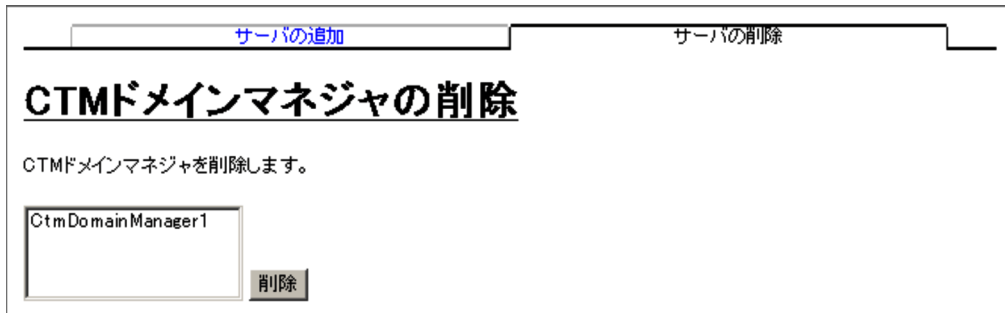 サーバの追加 サーバの削除
CTMドメインマネジャの削除
CTMドメインマネジャを削除します。
CtmDomainManager1
削除